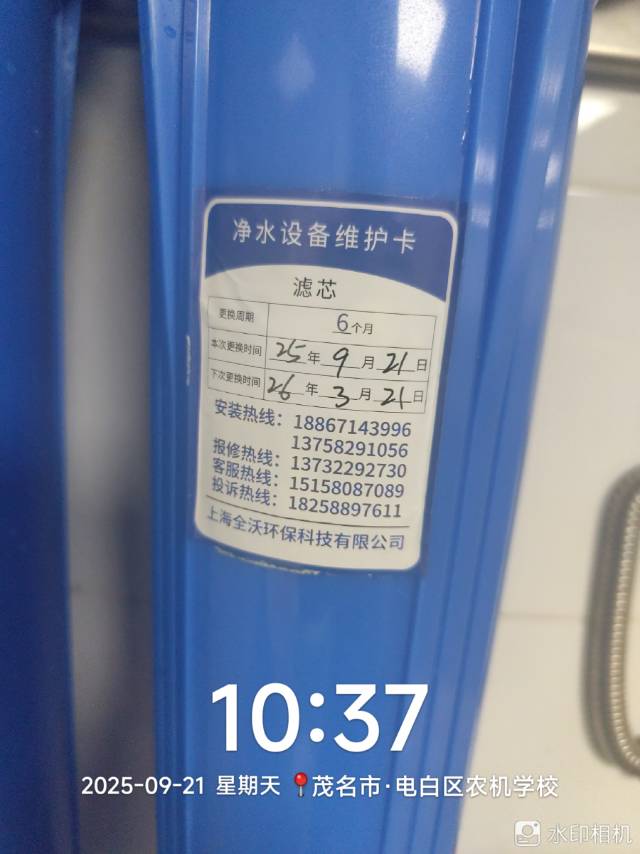 净水设备维护卡
滤芯
更换周期 6个月
本次更换时间 25年9月21日
下次更换时间 26年3月21日
安装热线：18867143996
13758291056
报修热线：13732292730
客服热线：15158087089
投诉热线：18258897611
上海全沃环保科技有限公司
10:37
2025-09-21 星期天 茂名市·电白区农机学校
水印相机